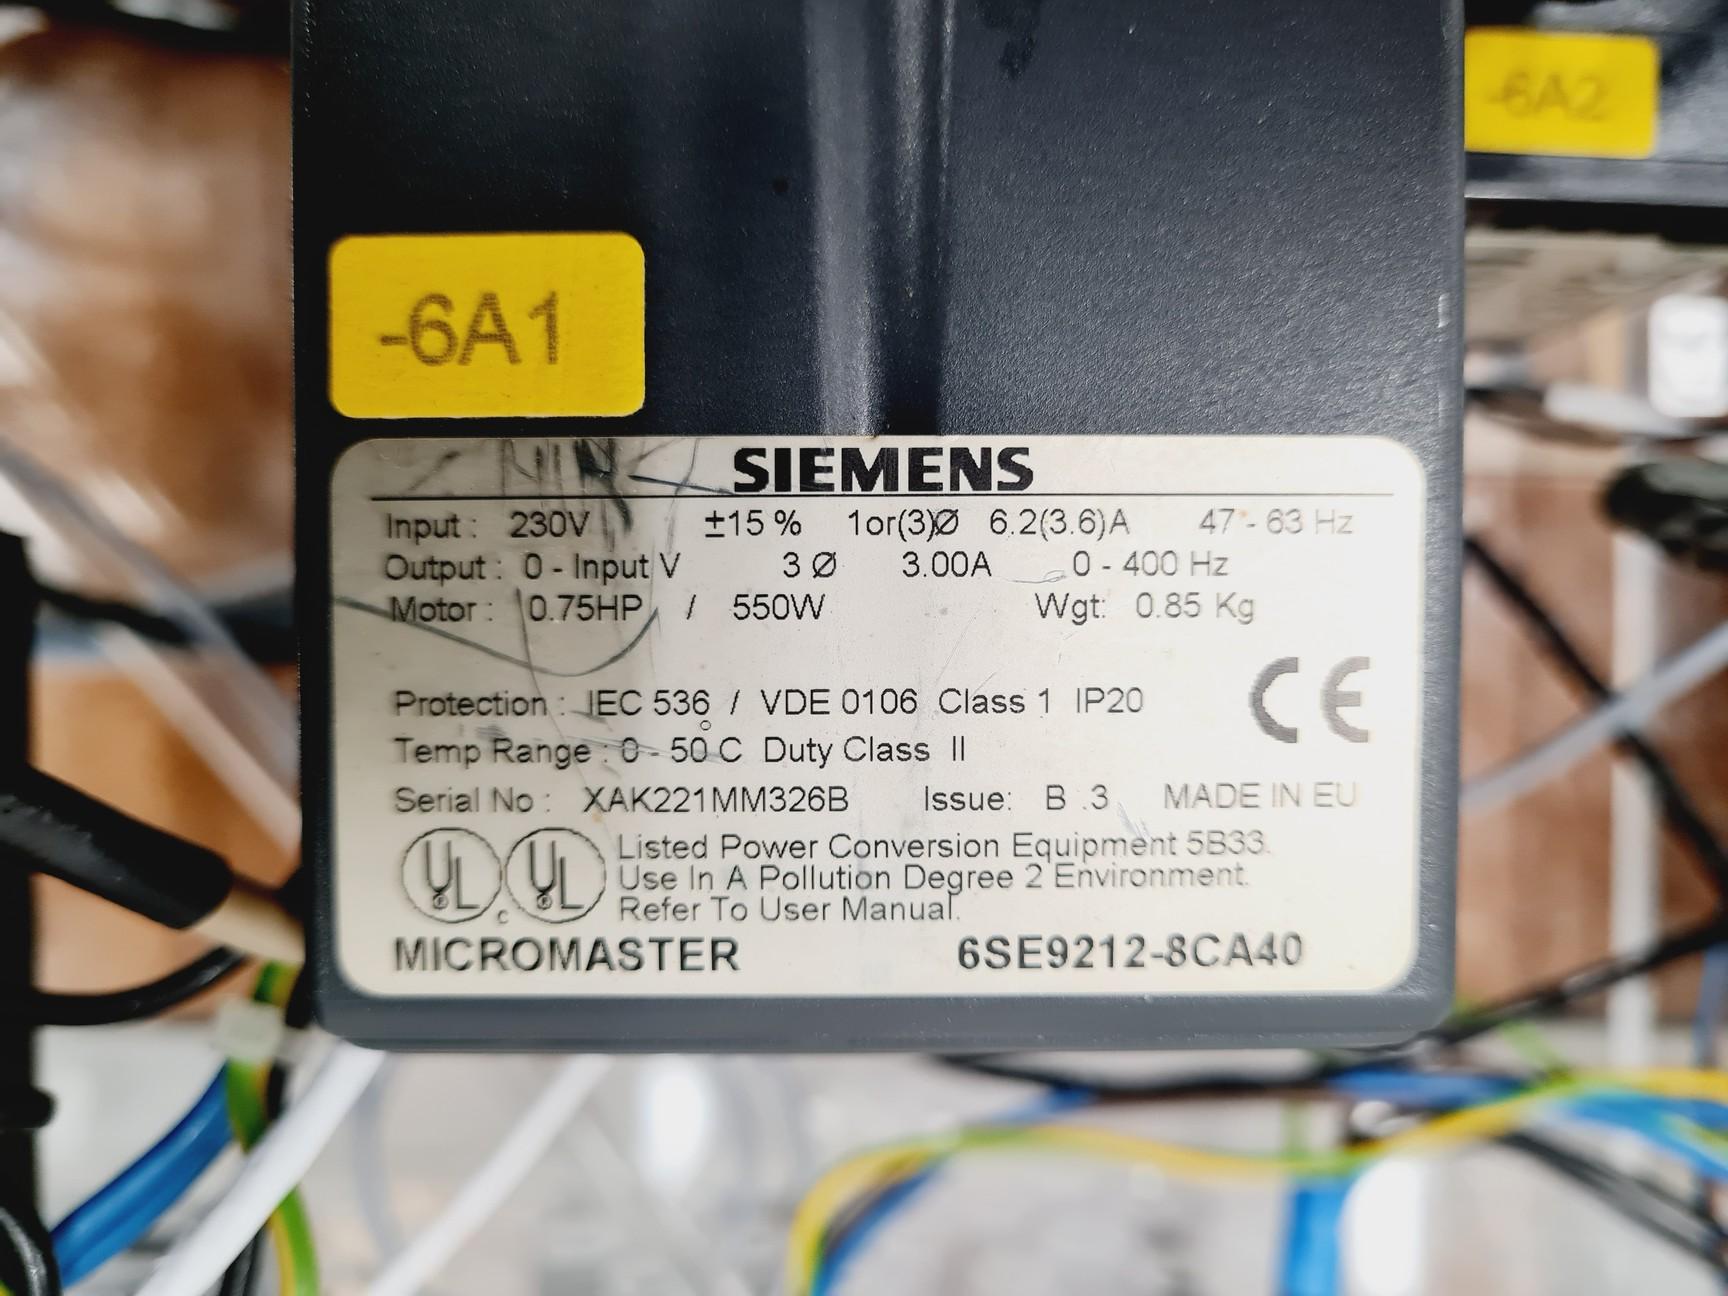 -6A2
-6A1
SIEMENS
Input : 230V ±15 % 1or(3)Ø 6.2(3.6)A 47 - 63 Hz
Output : 0 - Input V 3 Ø 3.00A 0 - 400 Hz
Motor : 0.75HP / 550W Wgt: 0.85 Kg
Protection : IEC 536 / VDE 0106 Class 1 IP20
CE
Temp Range : 0 - 50°C Duty Class II
Serial No : XAK221MM326B Issue: B .3 MADE IN EU
UL c UL Listed Power Conversion Equipment 5B33.
Use In A Pollution Degree 2 Environment.
Refer To User Manual.
MICROMASTER 6SE9212-8CA40